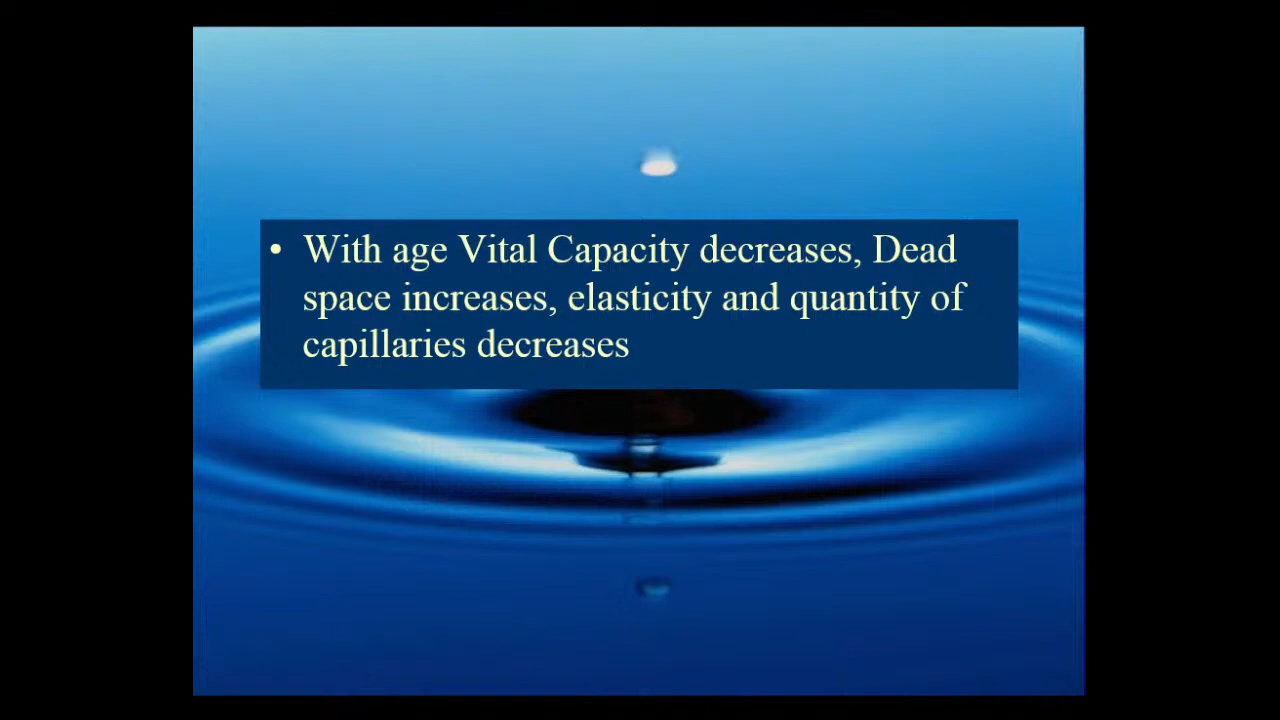 • With age Vital Capacity decreases, Dead
space increases, elasticity and quantity of
capillaries decreases